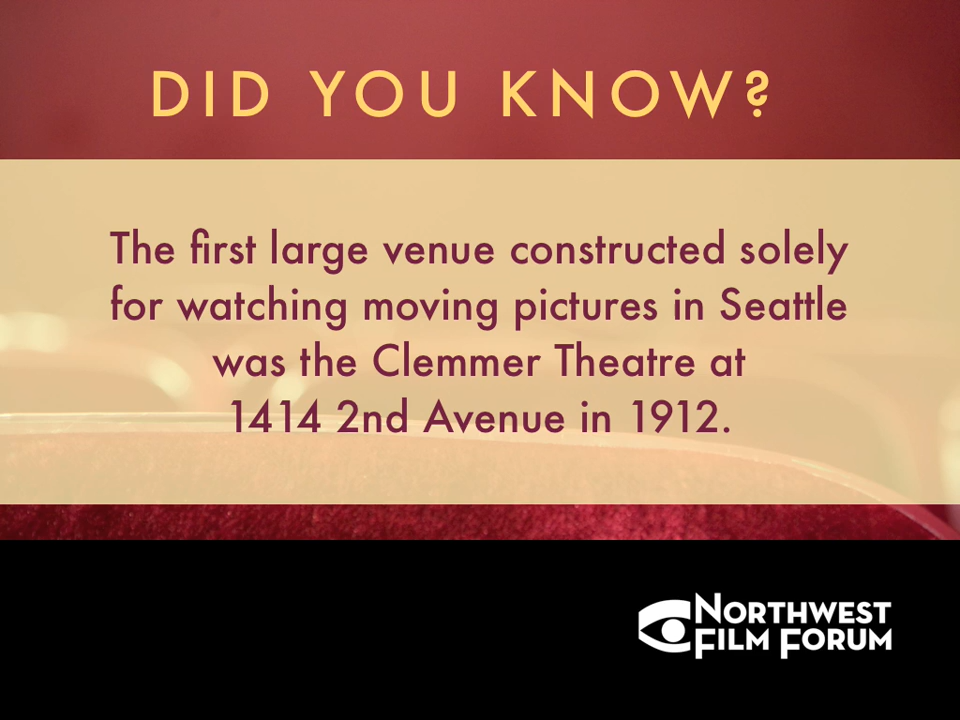 DID YOU KNOW?
The first large venue constructed solely
for watching moving pictures in Seattle
was the Clemmer Theatre at
1414 2nd Avenue in 1912.
NORTHWEST
FILM FORUM